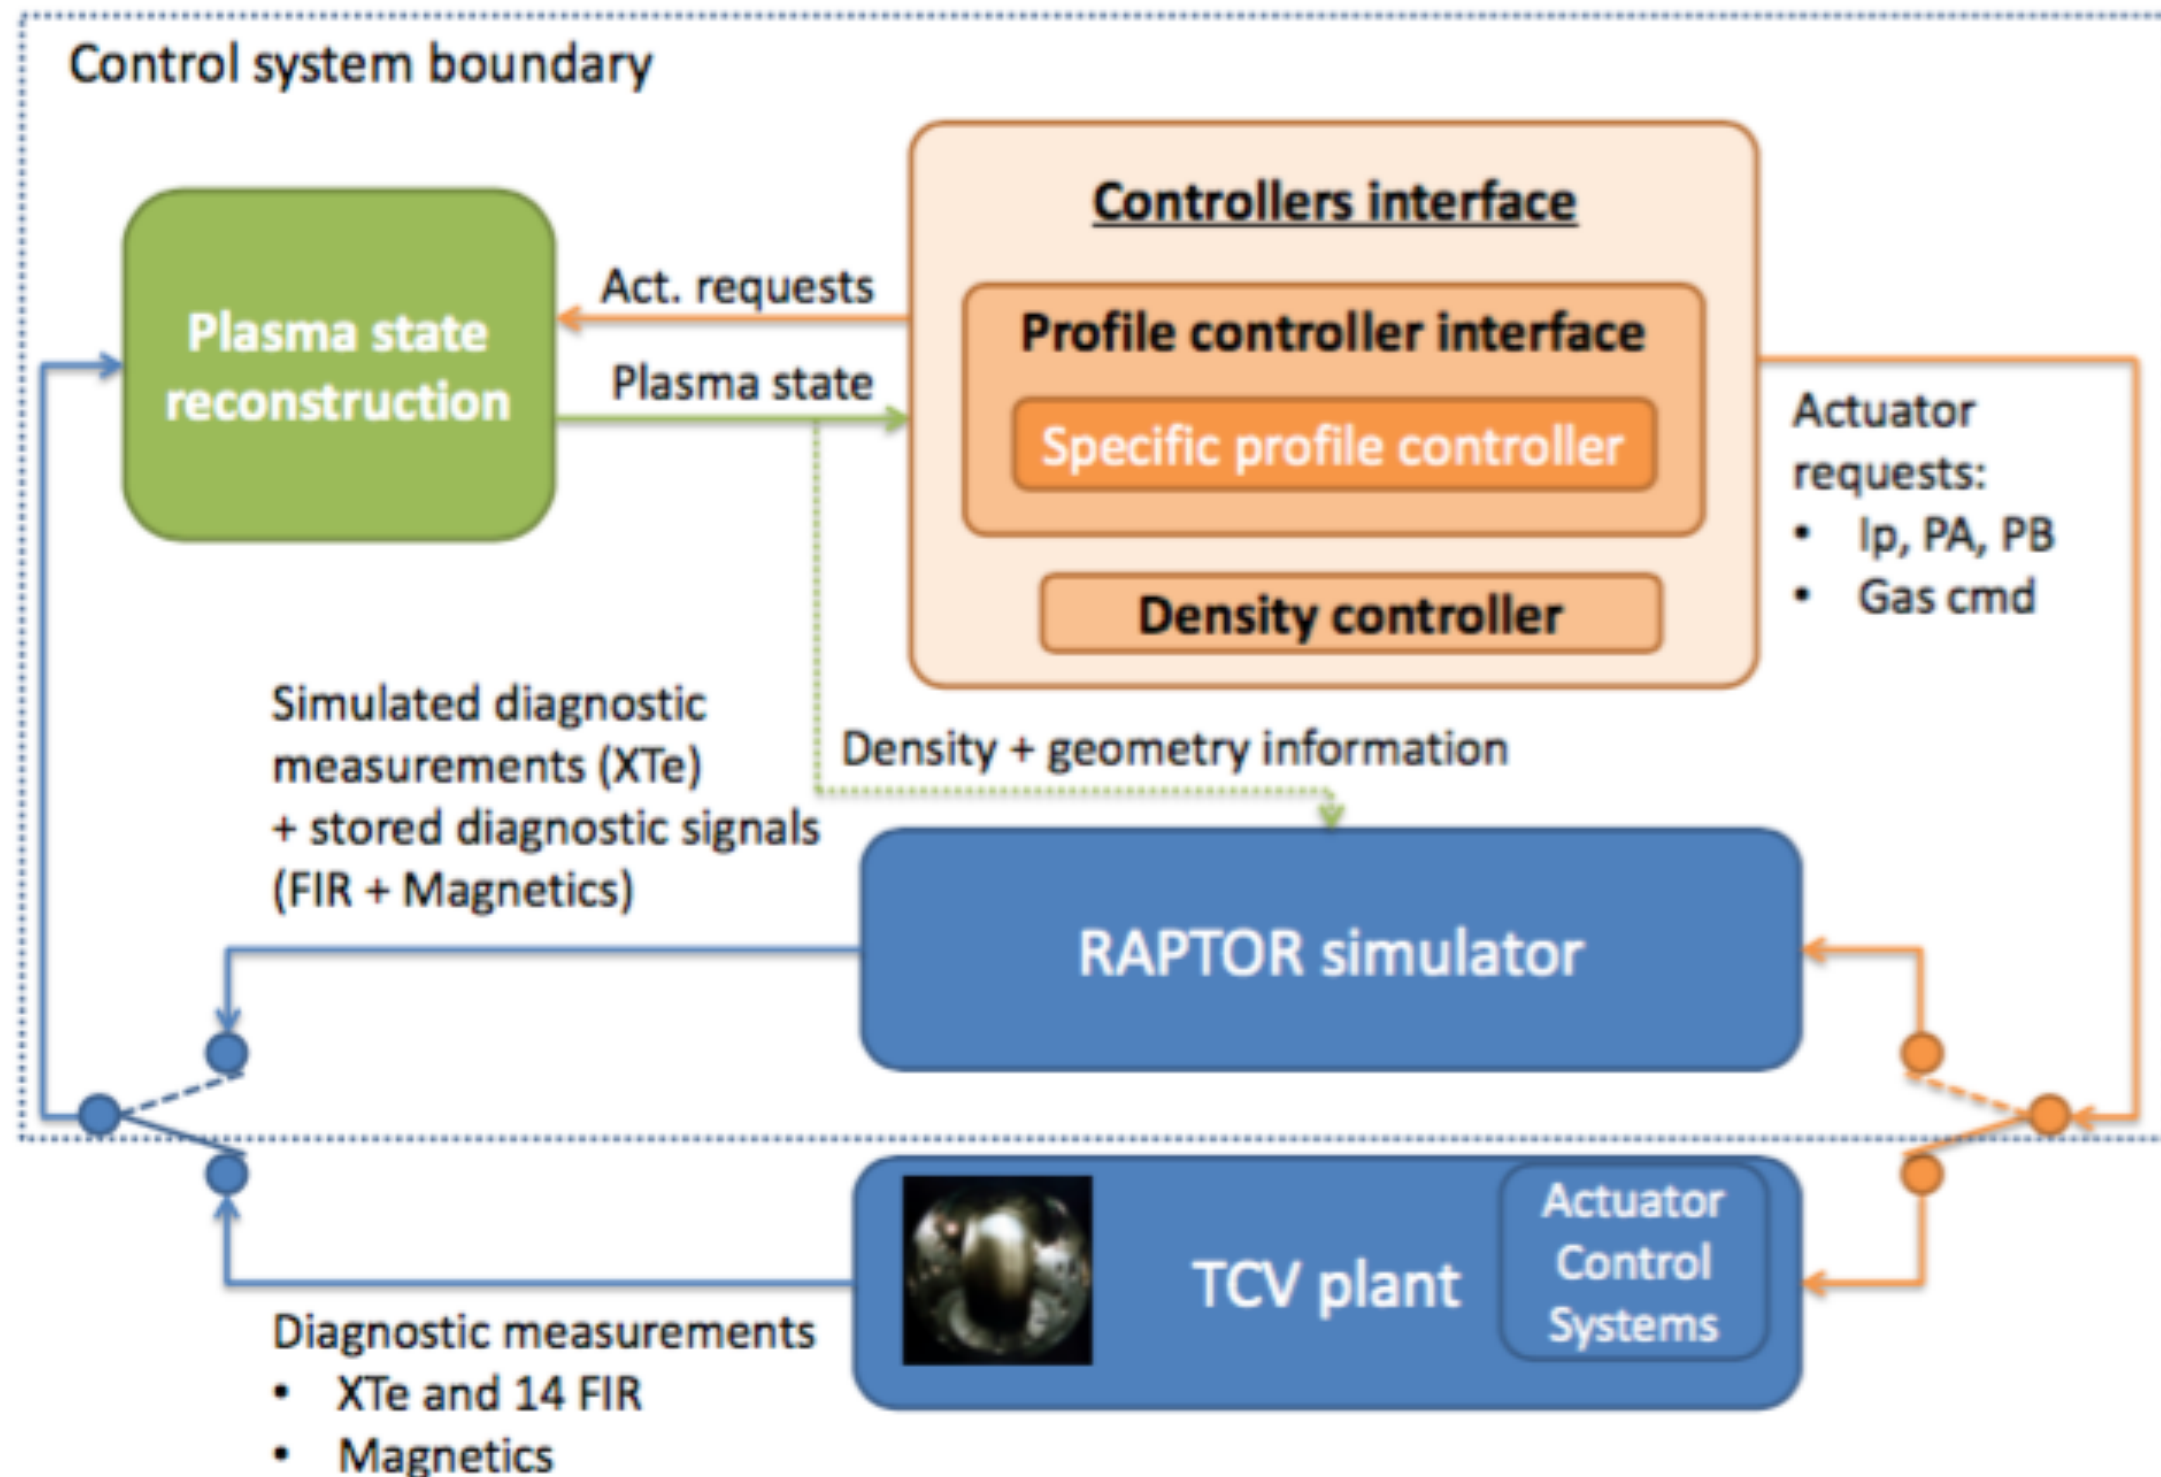 Control system boundary
Controllers interface
Plasma state
reconstruction
Act. requests
Plasma state
Profile controller interface
Specific profile controller
Density controller
Actuator
requests:
• Ip, PA, PB
• Gas cmd
Simulated diagnostic
measurements (XTe)
+ stored diagnostic signals
(FIR + Magnetics)
Density + geometry information
RAPTOR simulator
TCV plant
Actuator
Control
Systems
Diagnostic measurements
• XTe and 14 FIR
• Magnetics